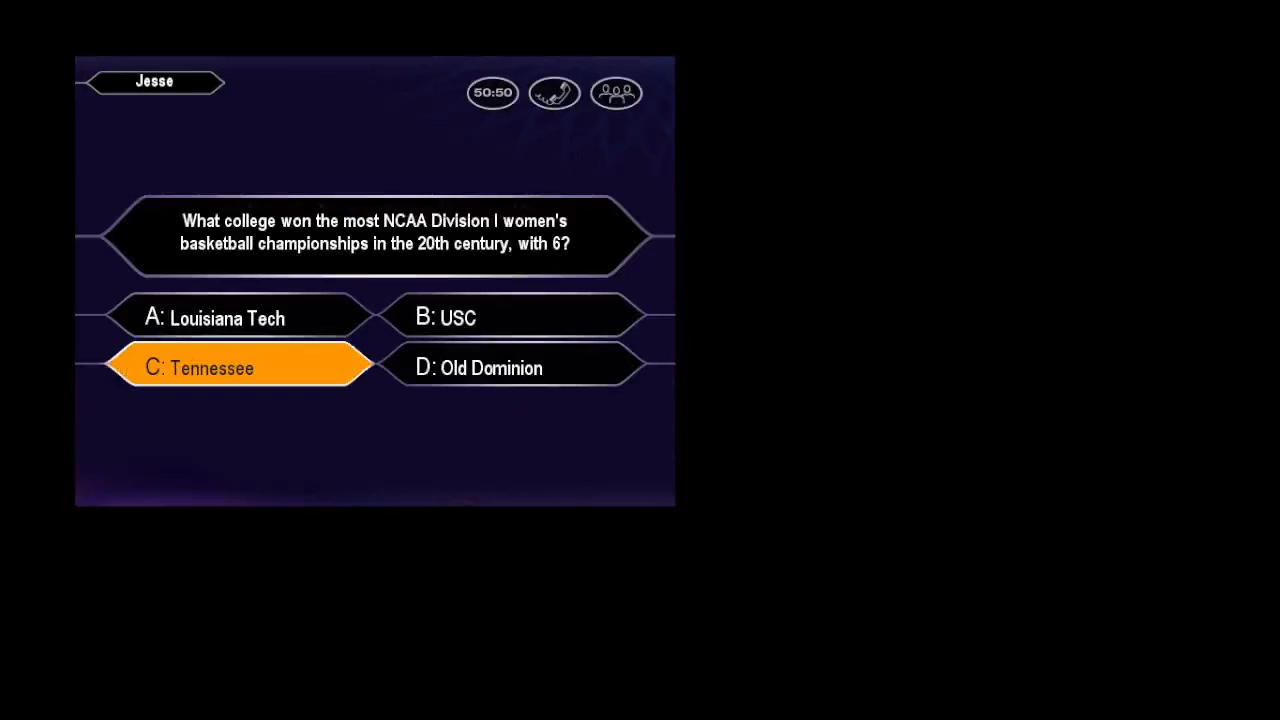 Jesse
50:50
What college won the most NCAA Division I women's
basketball championships in the 20th century, with 6?
A: Louisiana Tech
B: USC
C: Tennessee
D: Old Dominion